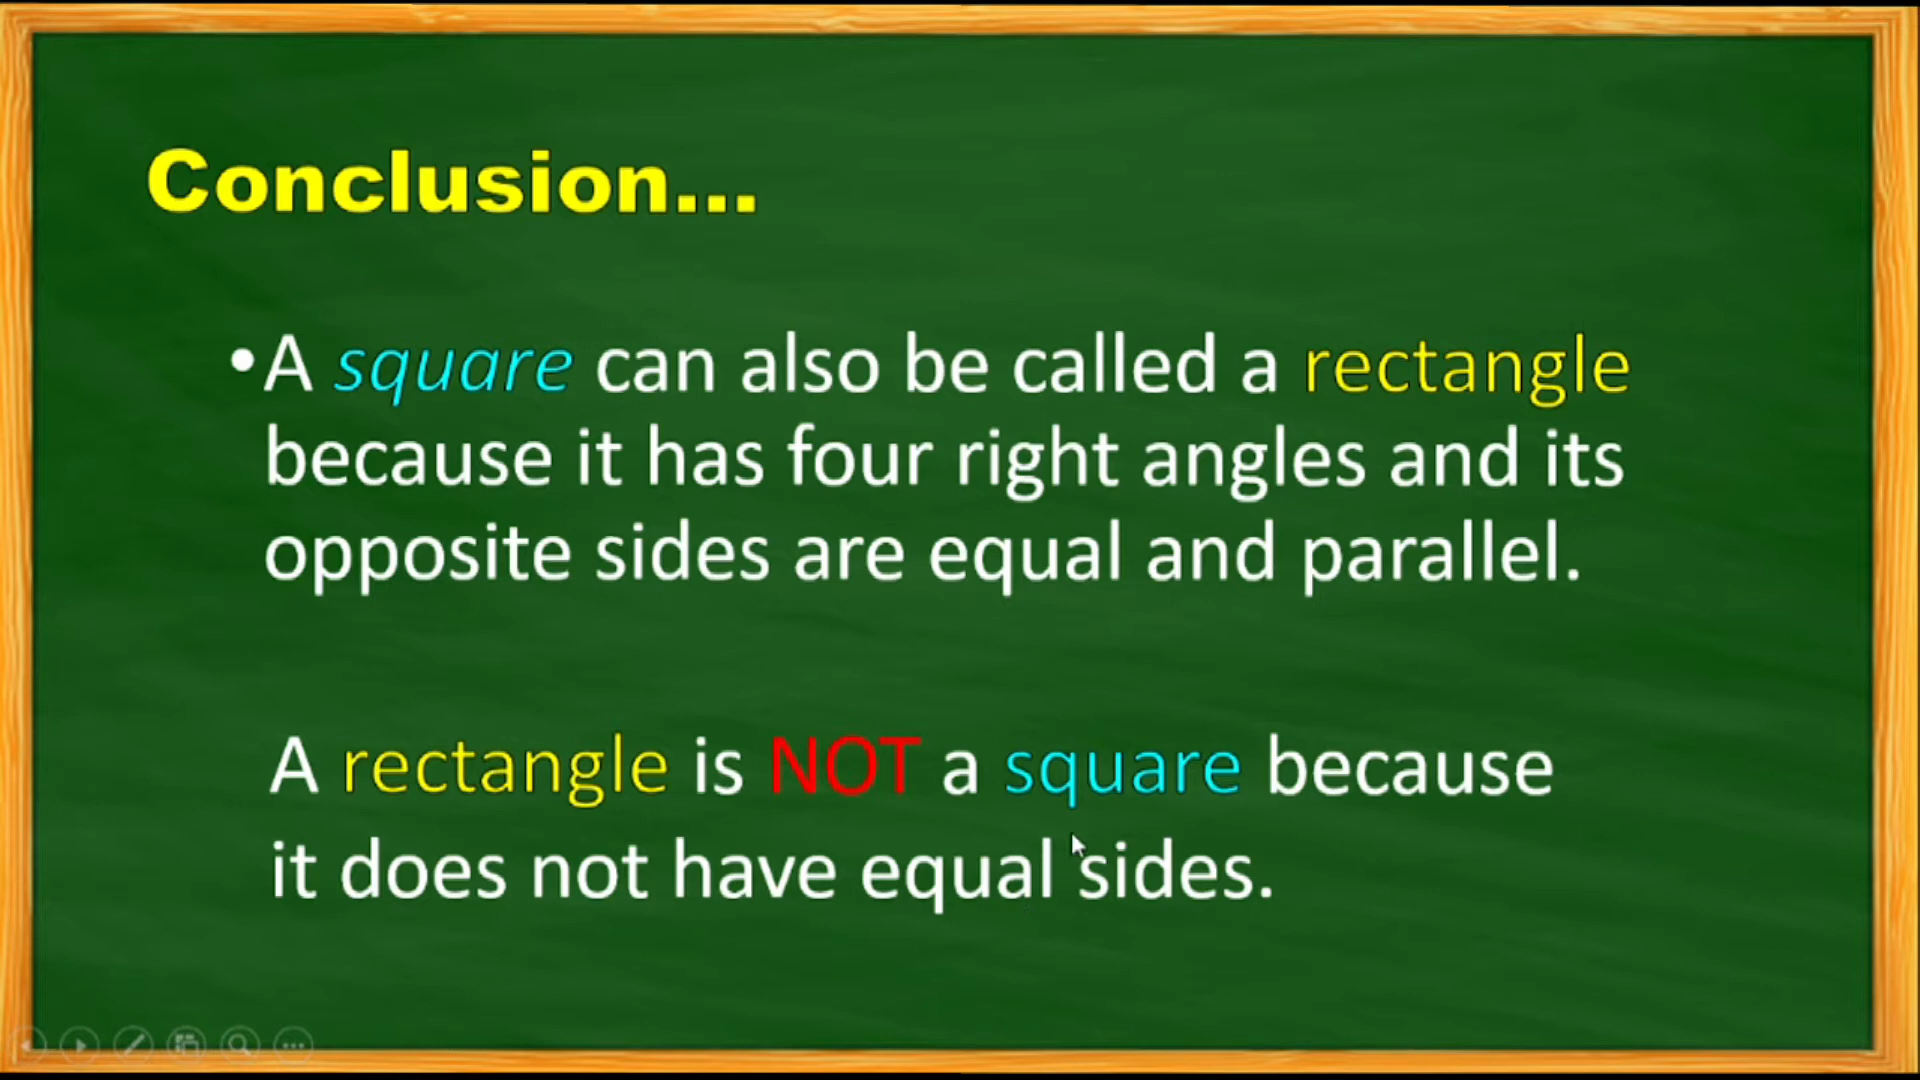 Conclusion...
•A square can also be called a rectangle
because it has four right angles and its
opposite sides are equal and parallel.
A rectangle is NOT a square because
it does not have equal sides.